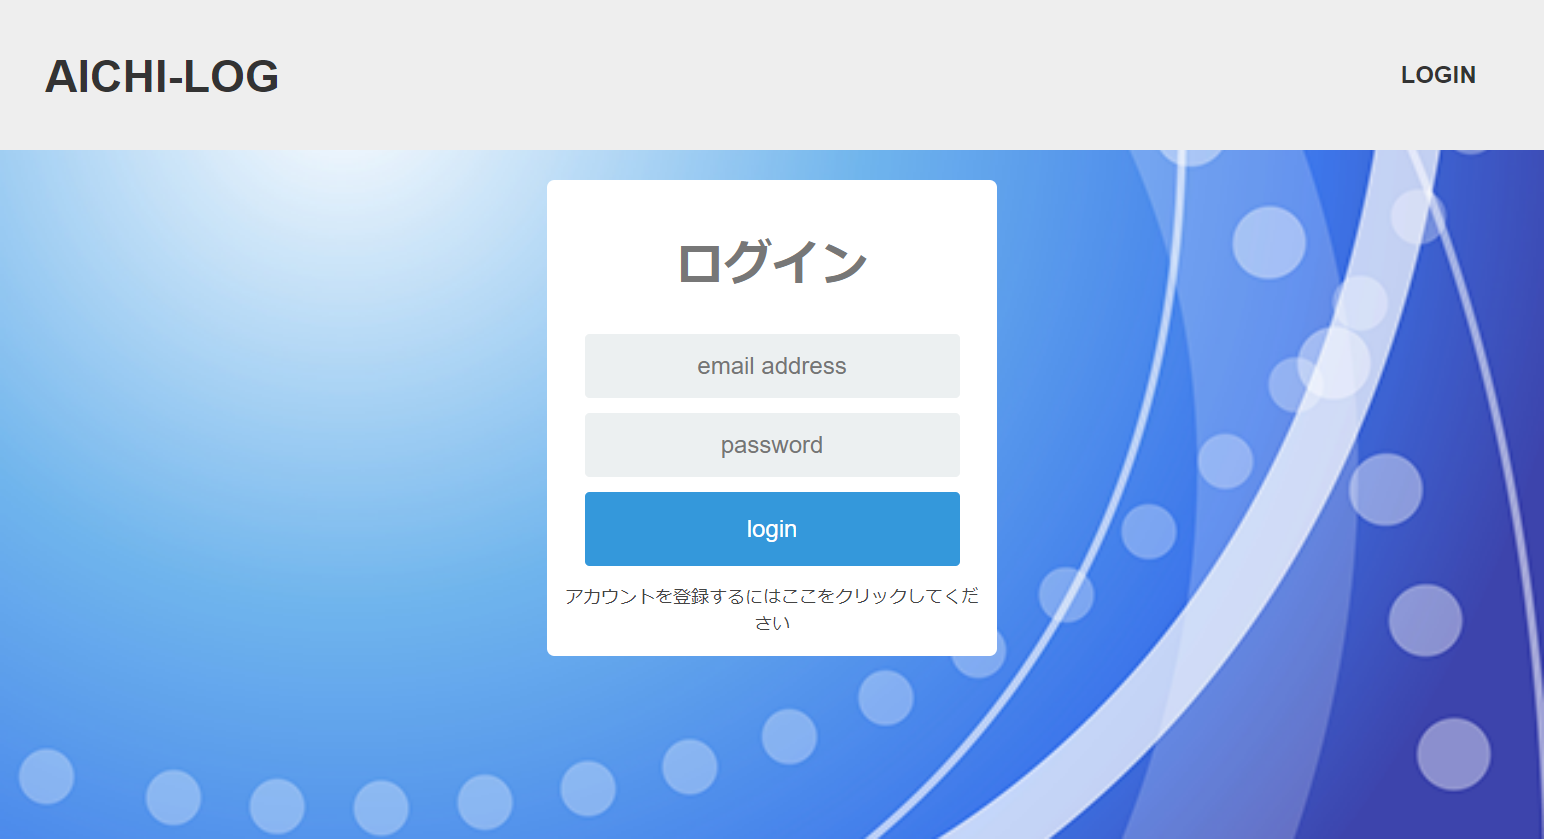 AICHI-LOG
LOGIN
ログイン
email address
password
login
アカウントを登録するにはここをクリックしてくだ
さい